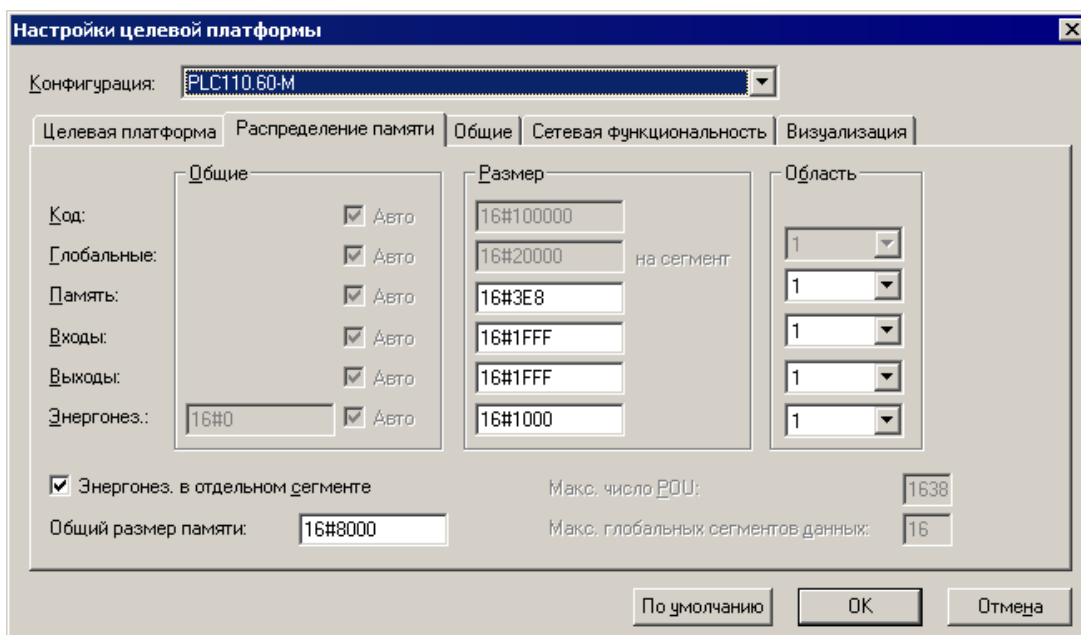 Настройки целевой платформы
Конфигурация: PLC110.60-M
Целевая платформа Распределение памяти Общие Сетевая функциональность Визуализация
Общие Размер Область
Код: Авто 16#100000
Глобальные: Авто 16#20000 на сегмент 1
Память: Авто 16#3E8 1
Входы: Авто 16#1FFF 1
Выходы: Авто 16#1FFF 1
Энергонез.: 16#0 Авто 16#1000 1
Энергонез. в отдельном сегменте Макс. число POU: 1638
Общий размер памяти: 16#8000 Макс. глобальных сегментов данных: 16
По умолчанию OK Отмена